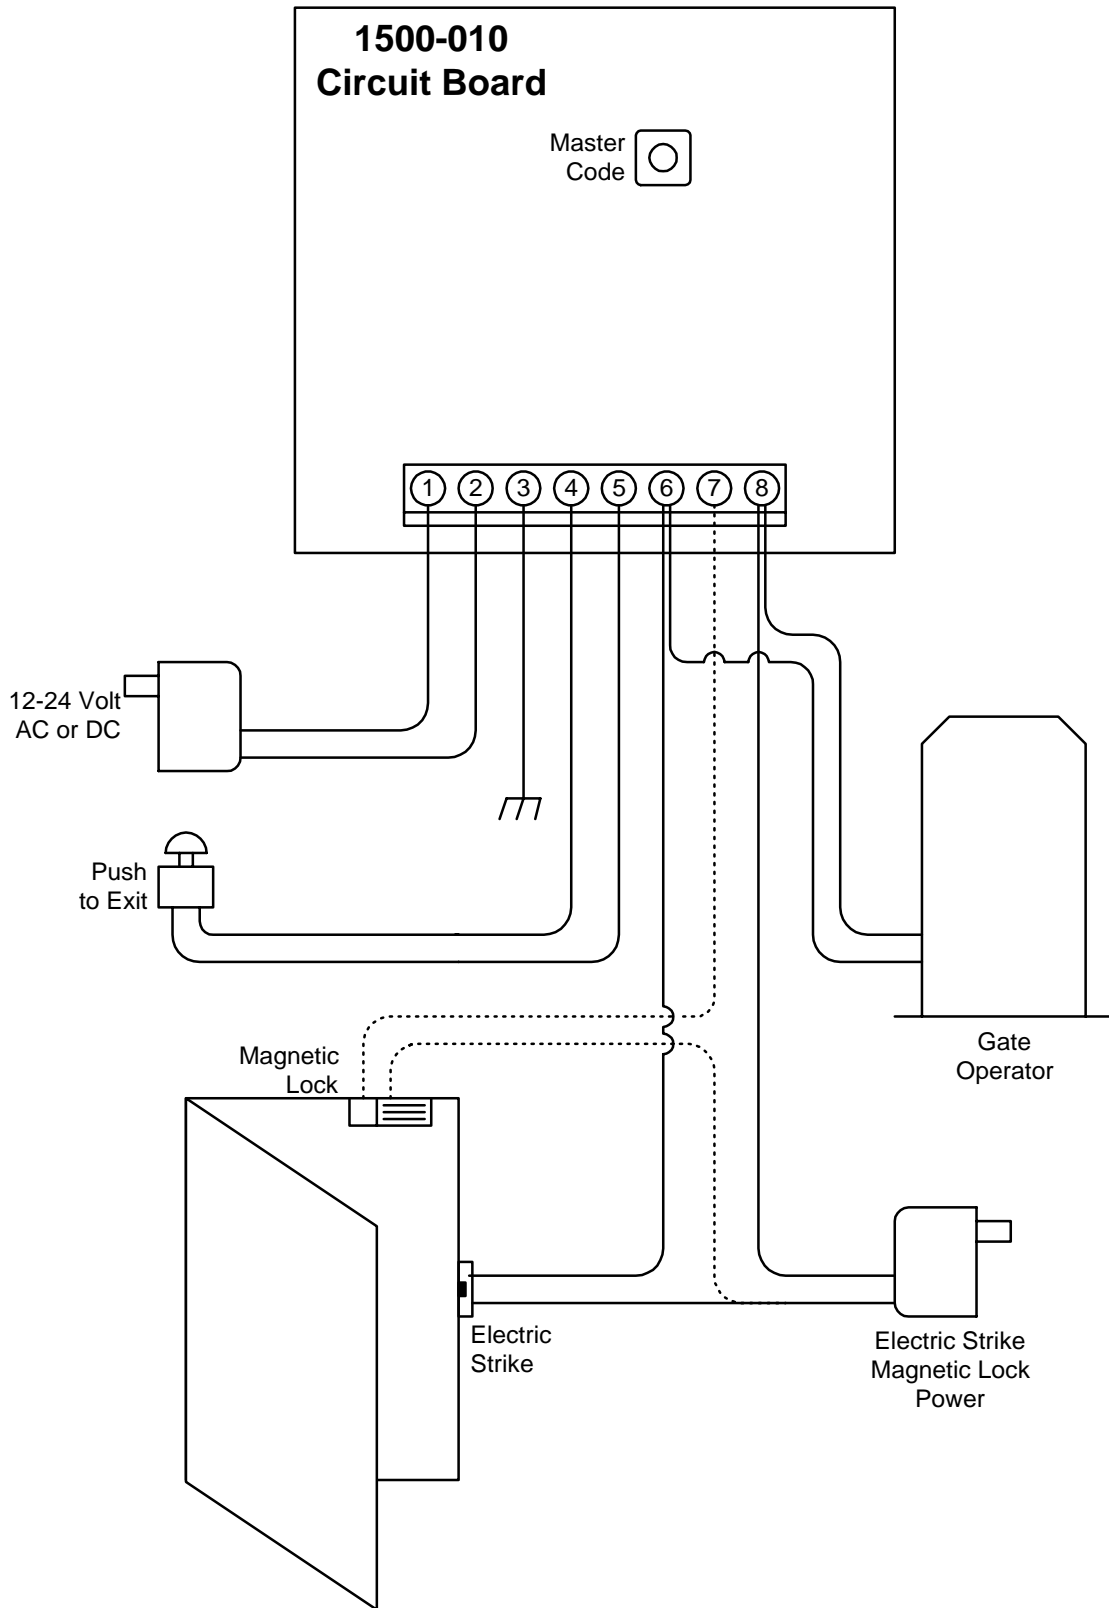 1500-010
Circuit Board
Master
Code
1 2 3 4 5 6 7 8
12-24 Volt
AC or DC
Push
to Exit
Gate
Operator
Magnetic
Lock
Electric
Strike
Electric Strike
Magnetic Lock
Power